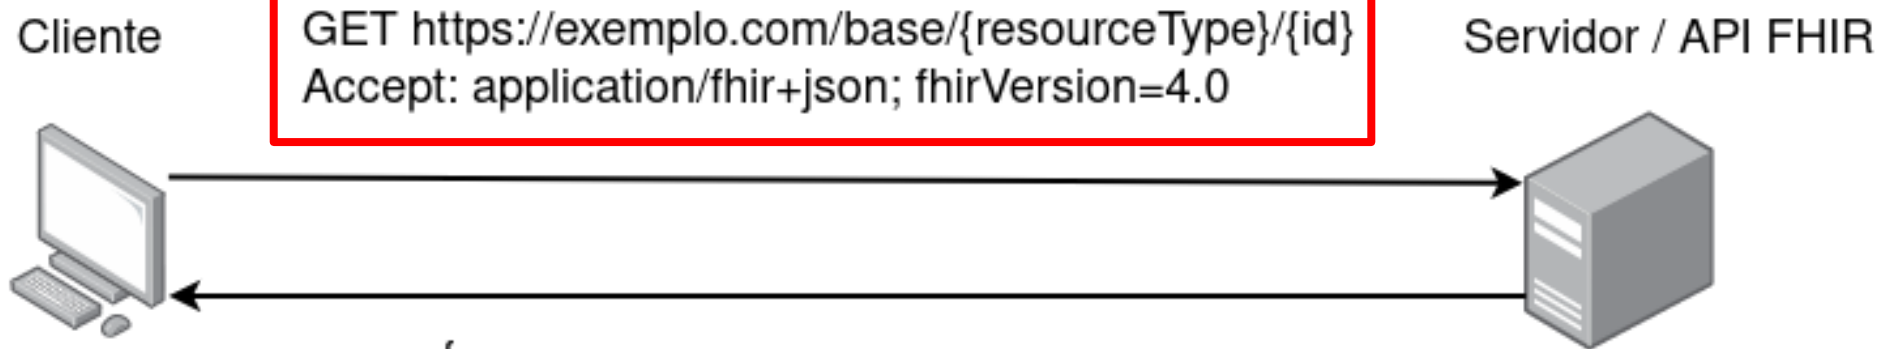 Cliente
GET https://exemplo.com/base/{resourceType}/{id}
Accept: application/fhir+json; fhirVersion=4.0
Servidor / API FHIR